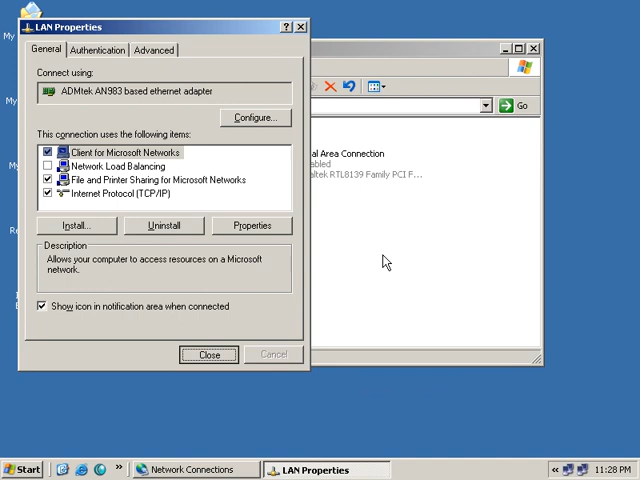 My
My
My
Re
I
E
LAN Properties
General
Authentication
Advanced
Connect using:
ADMtek AN983 based ethernet adapter
Configure...
This connection uses the following items:
Client for Microsoft Networks
Network Load Balancing
File and Printer Sharing for Microsoft Networks
Internet Protocol (TCP/IP)
Install...
Uninstall
Properties
Description
Allows your computer to access resources on a Microsoft
network.
Show icon in notification area when connected
Close
Cancel
Go
al Area Connection
abled
altek RTL8139 Family PCI F...
Start
Network Connections
LAN Properties
11:28 PM